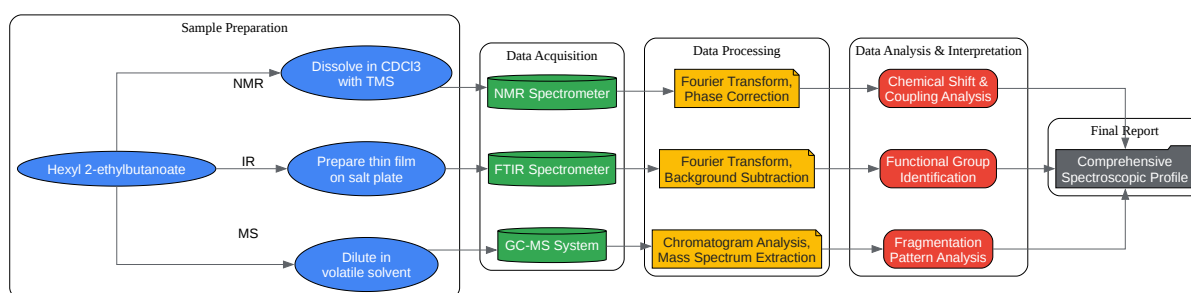 Sample Preparation
Data Acquisition
Data Processing
Data Analysis & Interpretation
Final Report
Hexyl 2-ethylbutanoate
NMR
Dissolve in CDCl3
with TMS
NMR Spectrometer
Fourier Transform,
Phase Correction
Chemical Shift &
Coupling Analysis
IR
Prepare thin film
on salt plate
FTIR Spectrometer
Fourier Transform,
Background Subtraction
Functional Group
Identification
MS
Dilute in
volatile solvent
GC-MS System
Chromatogram Analysis,
Mass Spectrum Extraction
Fragmentation
Pattern Analysis
Comprehensive
Spectroscopic Profile